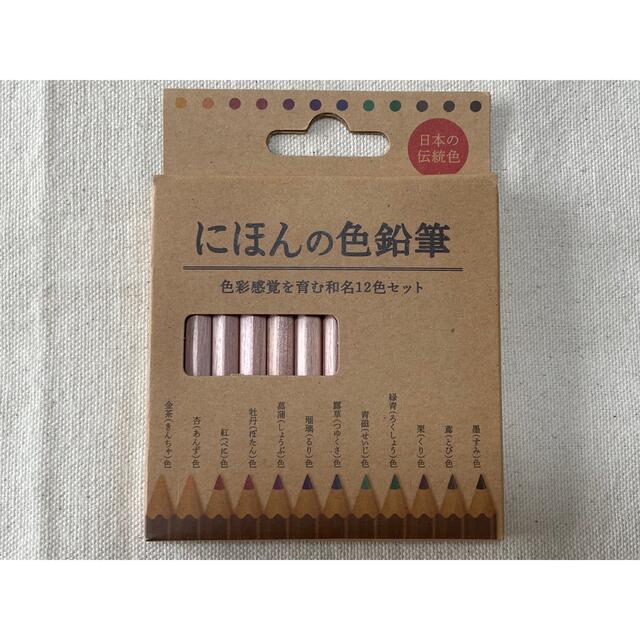 日本の
伝統色
にほんの色鉛筆
色彩感覚を育む和名12色セット
金茶(きんちゃ)色
杏(あんず)色
紅(べに)色
牡丹(ぼたん)色
菖蒲(しょうぶ)色
瑠璃(るり)色
露草(つゆくさ)色
青磁(せいじ)色
緑青(ろくしょう)色
栗(くり)色
鳶(とび)色
墨(すみ)色